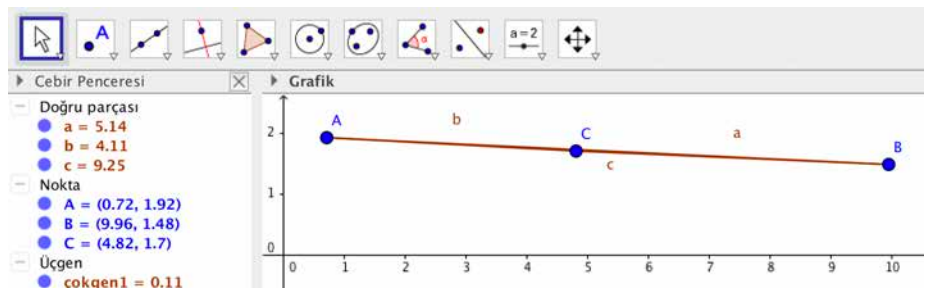 A
α
a=2
Cebir Penceresi
Doğru parçası
a = 5.14
b = 4.11
c = 9.25
Nokta
A = (0.72, 1.92)
B = (9.96, 1.48)
C = (4.82, 1.7)
Üçgen
çokgen1 = 0.11
Grafik
A
b
C
a
B
c
2
1
0
0 1 2 3 4 5 6 7 8 9 10